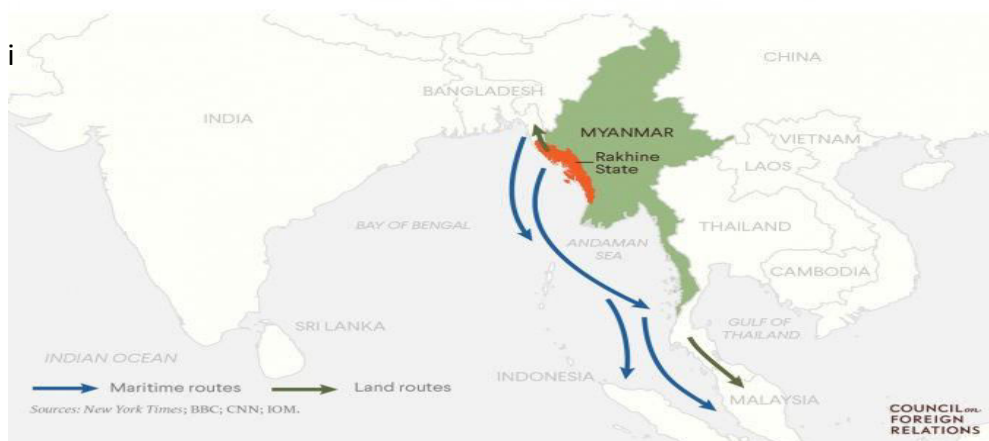 i
CHINA
BANGLADESH
INDIA
MYANMAR
VIETNAM
Rakhine
State
LAOS
BAY OF BENGAL
THAILAND
ANDAMAN
SEA
CAMBODIA
SRI LANKA
GULF OF
THAILAND
INDIAN OCEAN
INDONESIA
Maritime routes
Land routes
MALAYSIA
Sources: New York Times; BBC; CNN; IOM.
COUNCIL on
FOREIGN
RELATIONS